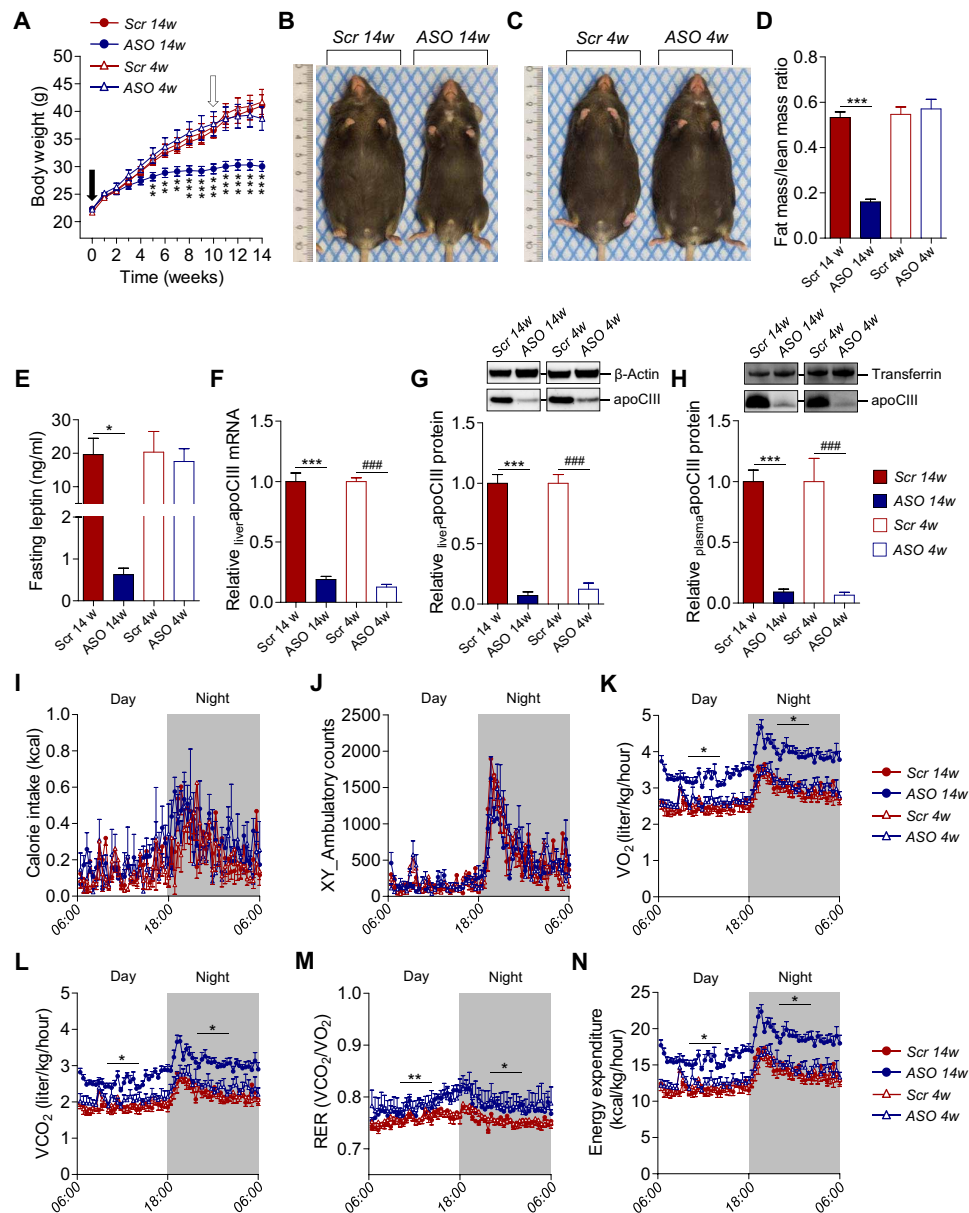 A
Scr 14w
ASO 14w
Scr 4w
ASO 4w
Body weight (g)
50
45
40
35
30
25
20
0 2 4 6 8 10 12 14
Time (weeks)
*** *** *** *** *** *** *** *** *** ***
B
Scr 14w ASO 14w
C
Scr 4w ASO 4w
D
Fat mass/lean mass ratio
0.8
0.6
0.4
0.2
0.0
***
Scr 14 w
ASO 14w
Scr 4w
ASO 4w
E
Fasting leptin (ng/ml)
30
20
10
1
0
*
Scr 14 w
ASO 14w
Scr 4w
ASO 4w
F
Relative liver apoCIII mRNA
1.5
1.0
0.5
0.0
***
###
Scr 14w
ASO 14w
Scr 4w
ASO 4w
G
Scr 14w
ASO 14w
Scr 4w
ASO 4w
β-Actin
apoCIII
Relative liver apoCIII protein
1.5
1.0
0.5
0.0
***
###
Scr 14 w
ASO 14w
Scr 4w
ASO 4w
H
Scr 14w
ASO 14w
Scr 4w
ASO 4w
Transferrin
apoCIII
Relative plasma apoCIII protein
1.5
1.0
0.5
0.0
***
###
Scr 14 w
ASO 14w
Scr 4w
ASO 4w
Scr 14w
ASO 14w
Scr 4w
ASO 4w
I
Day Night
Calorie intake (kcal)
1.0
0.8
0.6
0.4
0.2
0.0
06:00 18:00 06:00
J
Day Night
XY_Ambulatory counts
2500
2000
1500
1000
500
0
06:00 18:00 06:00
K
Day Night
VO2 (liter/kg/hour)
5
4
3
2
1
0
*
*
06:00 18:00 06:00
Scr 14w
ASO 14w
Scr 4w
ASO 4w
L
Day Night
VCO2 (liter/kg/hour)
5
4
3
2
1
0
*
*
06:00 18:00 06:00
M
Day Night
RER (VCO2/VO2)
1.0
0.9
0.8
0.7
**
*
06:00 18:00 06:00
N
Day Night
Energy expenditure
(kcal/kg/hour)
25
20
15
10
5
0
*
*
06:00 18:00 06:00
Scr 14w
ASO 14w
Scr 4w
ASO 4w